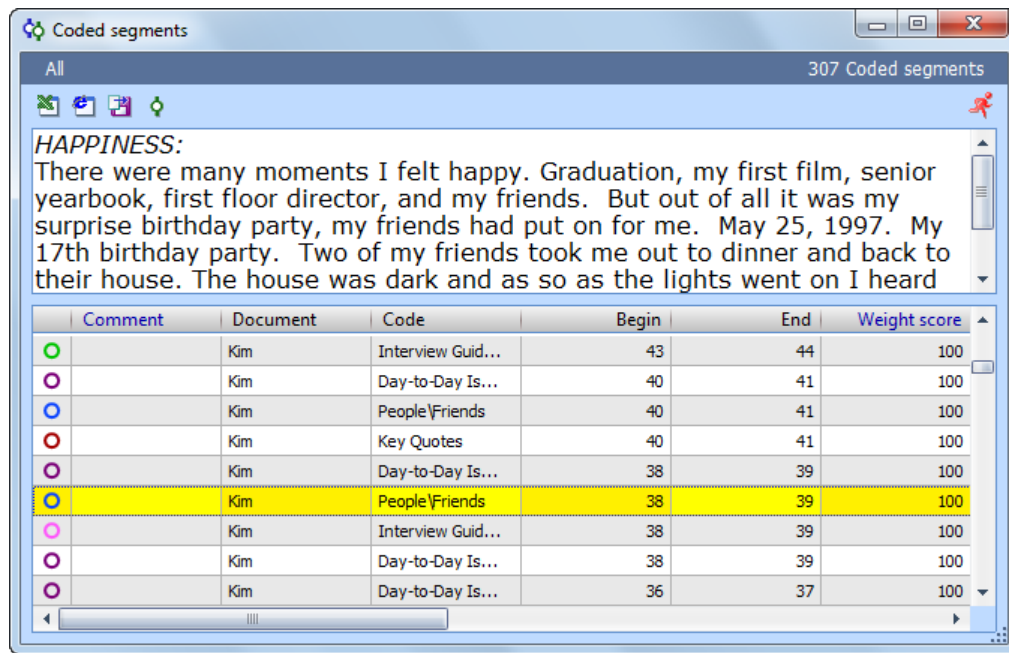 Coded segments
All 307 Coded segments
HAPPINESS:
There were many moments I felt happy. Graduation, my first film, senior
yearbook, first floor director, and my friends.  But out of all it was my
surprise birthday party, my friends had put on for me.  May 25, 1997.  My
17th birthday party.  Two of my friends took me out to dinner and back to
their house. The house was dark and as so as the lights went on I heard
Comment Document Code Begin End Weight score
Kim Interview Guid... 43 44 100
Kim Day-to-Day Is... 40 41 100
Kim People\Friends 40 41 100
Kim Key Quotes 40 41 100
Kim Day-to-Day Is... 38 39 100
Kim People\Friends 38 39 100
Kim Interview Guid... 38 39 100
Kim Day-to-Day Is... 38 39 100
Kim Day-to-Day Is... 36 37 100